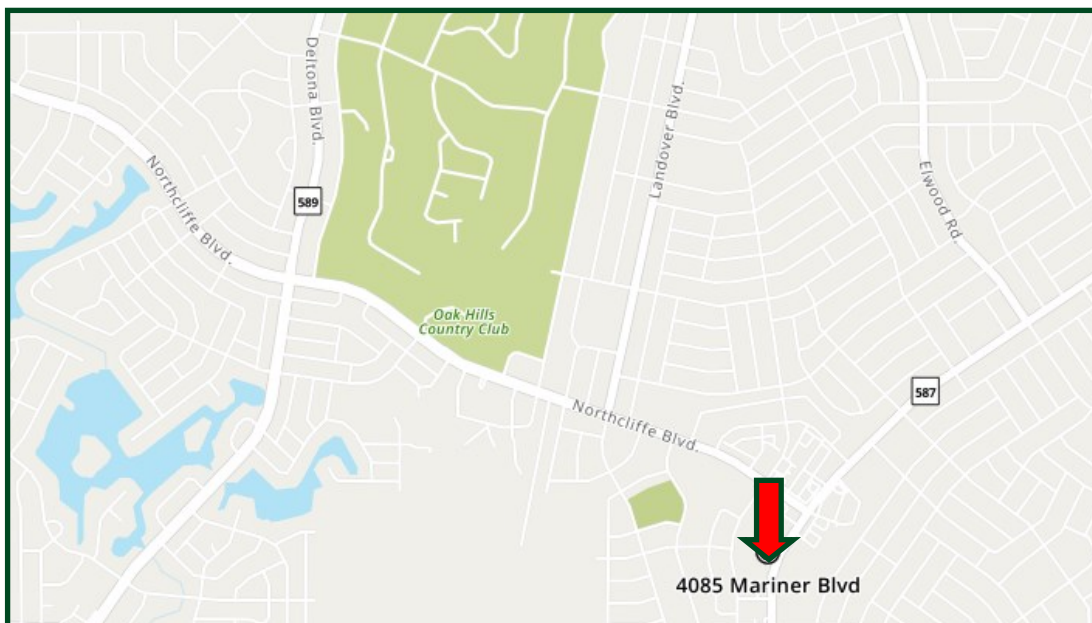 Deltona Blvd.
Northcliffe Blvd.
589
Landover Blvd.
Elwood Rd.
Oak Hills
Country Club
587
Northcliffe Blvd.
4085 Mariner Blvd